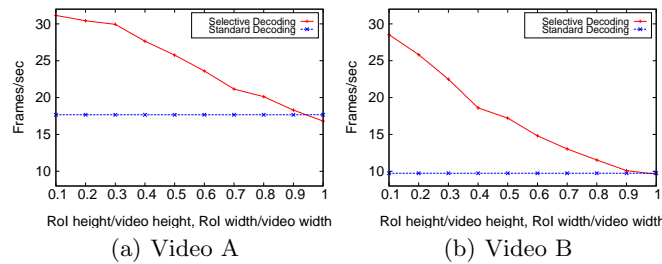 Frames/sec
30
25
20
15
10
Selective Decoding
Standard Decoding
0.1 0.2 0.3 0.4 0.5 0.6 0.7 0.8 0.9 1
RoI height/video height, RoI width/video width
(a) Video A
Frames/sec
30
25
20
15
10
Selective Decoding
Standard Decoding
0.1 0.2 0.3 0.4 0.5 0.6 0.7 0.8 0.9 1
RoI height/video height, RoI width/video width
(b) Video B